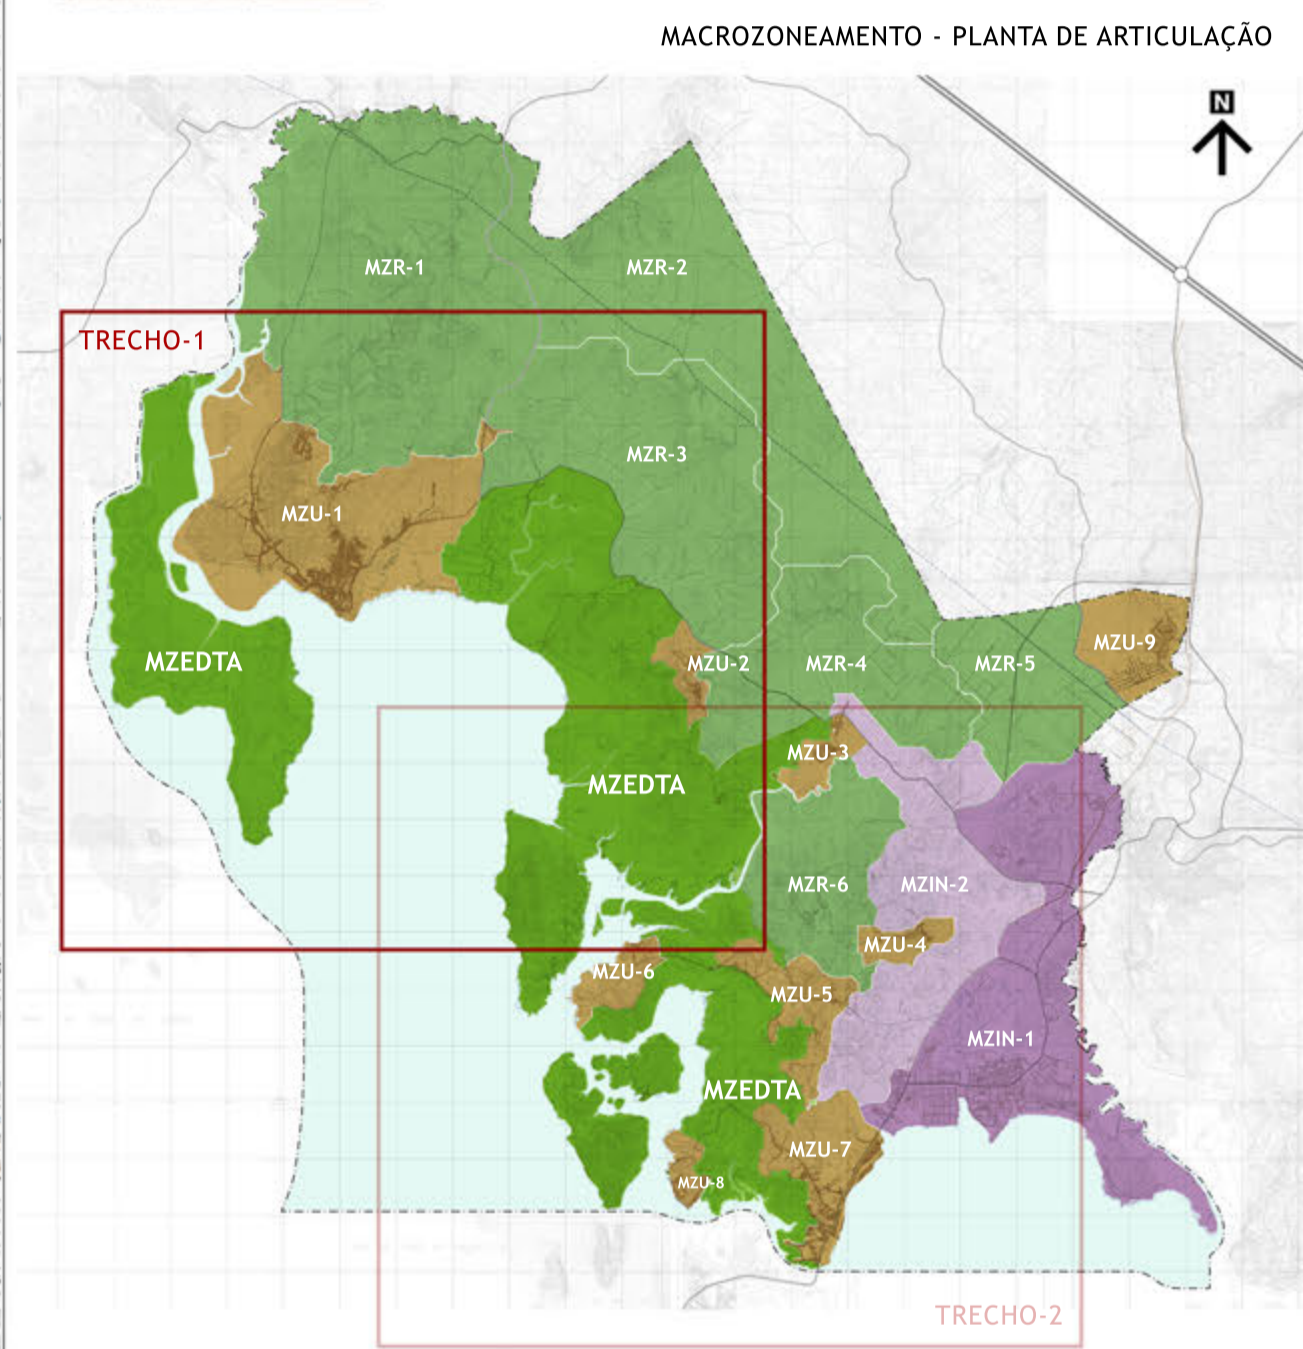 MACROZONEAMENTO - PLANTA DE ARTICULAÇÃO
N
MZR-1
MZR-2
TRECHO-1
MZR-3
MZU-1
MZU-9
MZEDTA
MZU-2
MZR-4
MZR-5
MZU-3
MZEDTA
MZR-6
MZIN-2
MZU-4
MZU-6
MZU-5
MZIN-1
MZEDTA
MZU-7
MZU-8
TRECHO-2